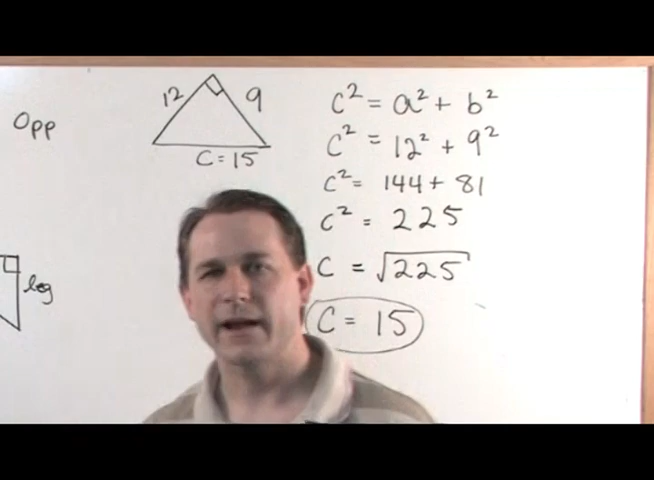 Opp
12
9
C = 15
c² = a² + b²
c² = 12² + 9²
c² = 144 + 81
c² = 225
c = √225
c = 15
leg